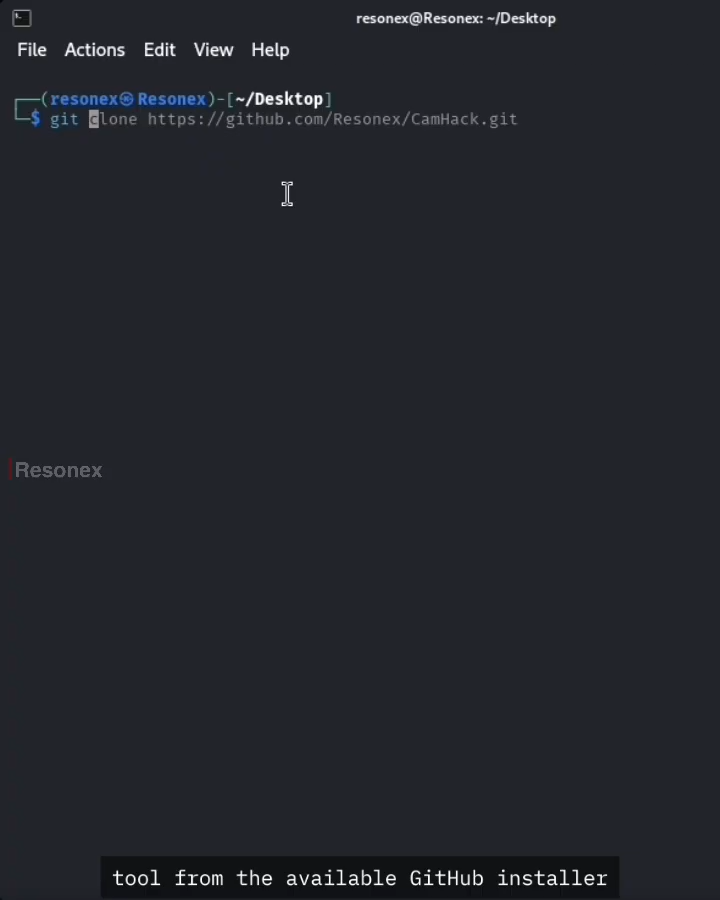 resonex@Resonex: ~/Desktop
File Actions Edit View Help
┌──(resonex㉿Resonex)-[~/Desktop]
└─$ git clone https://github.com/Resonex/CamHack.git
Resonex
tool from the available GitHub installer